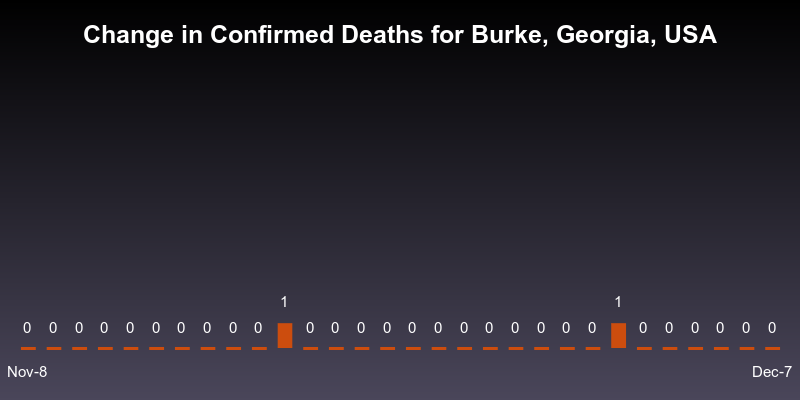 Change in Confirmed Deaths for Burke, Georgia, USA
1 1
0 0 0 0 0 0 0 0 0 0 0 0 0 0 0 0 0 0 0 0 0 0 0 0 0 0 0 0
Nov-8 Dec-7